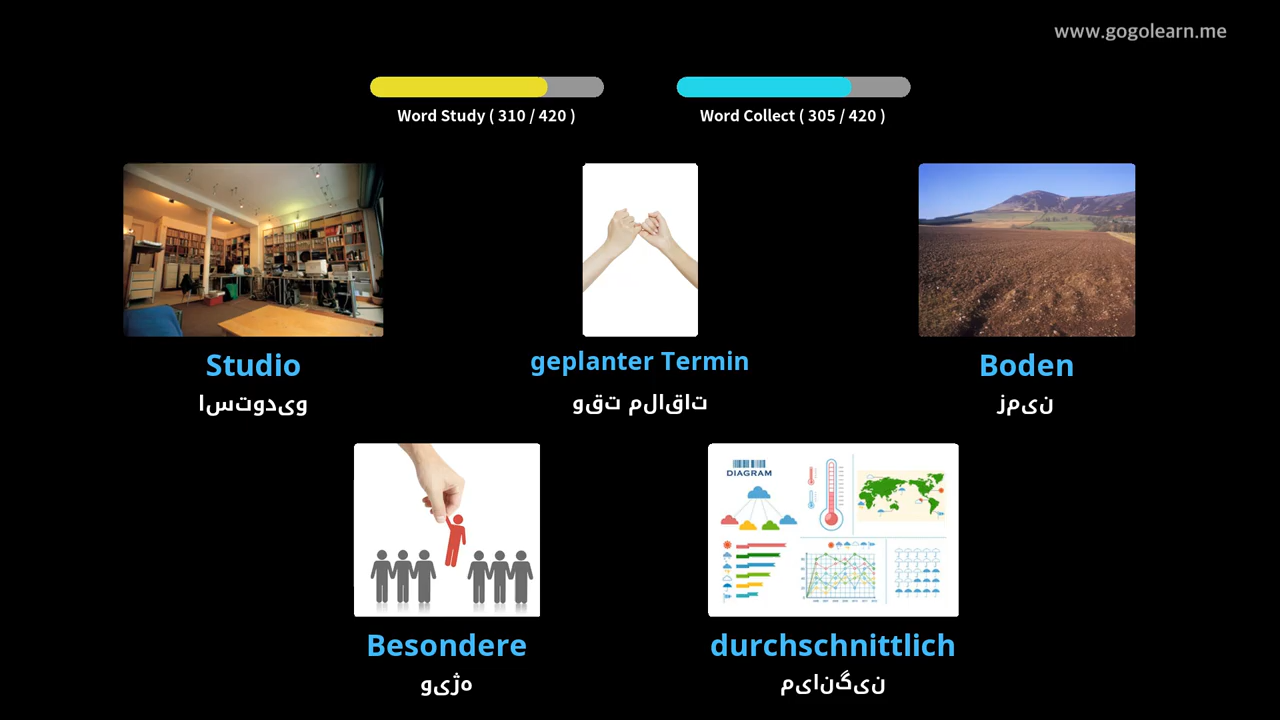 www.gogolearn.me
Word Study ( 310 / 420 )
Word Collect ( 305 / 420 )
Studio
استودیو
geplanter Termin
وقت ملاقات
Boden
زمین
Besondere
ویژه
DIAGRAM
durchschnittlich
میانگین